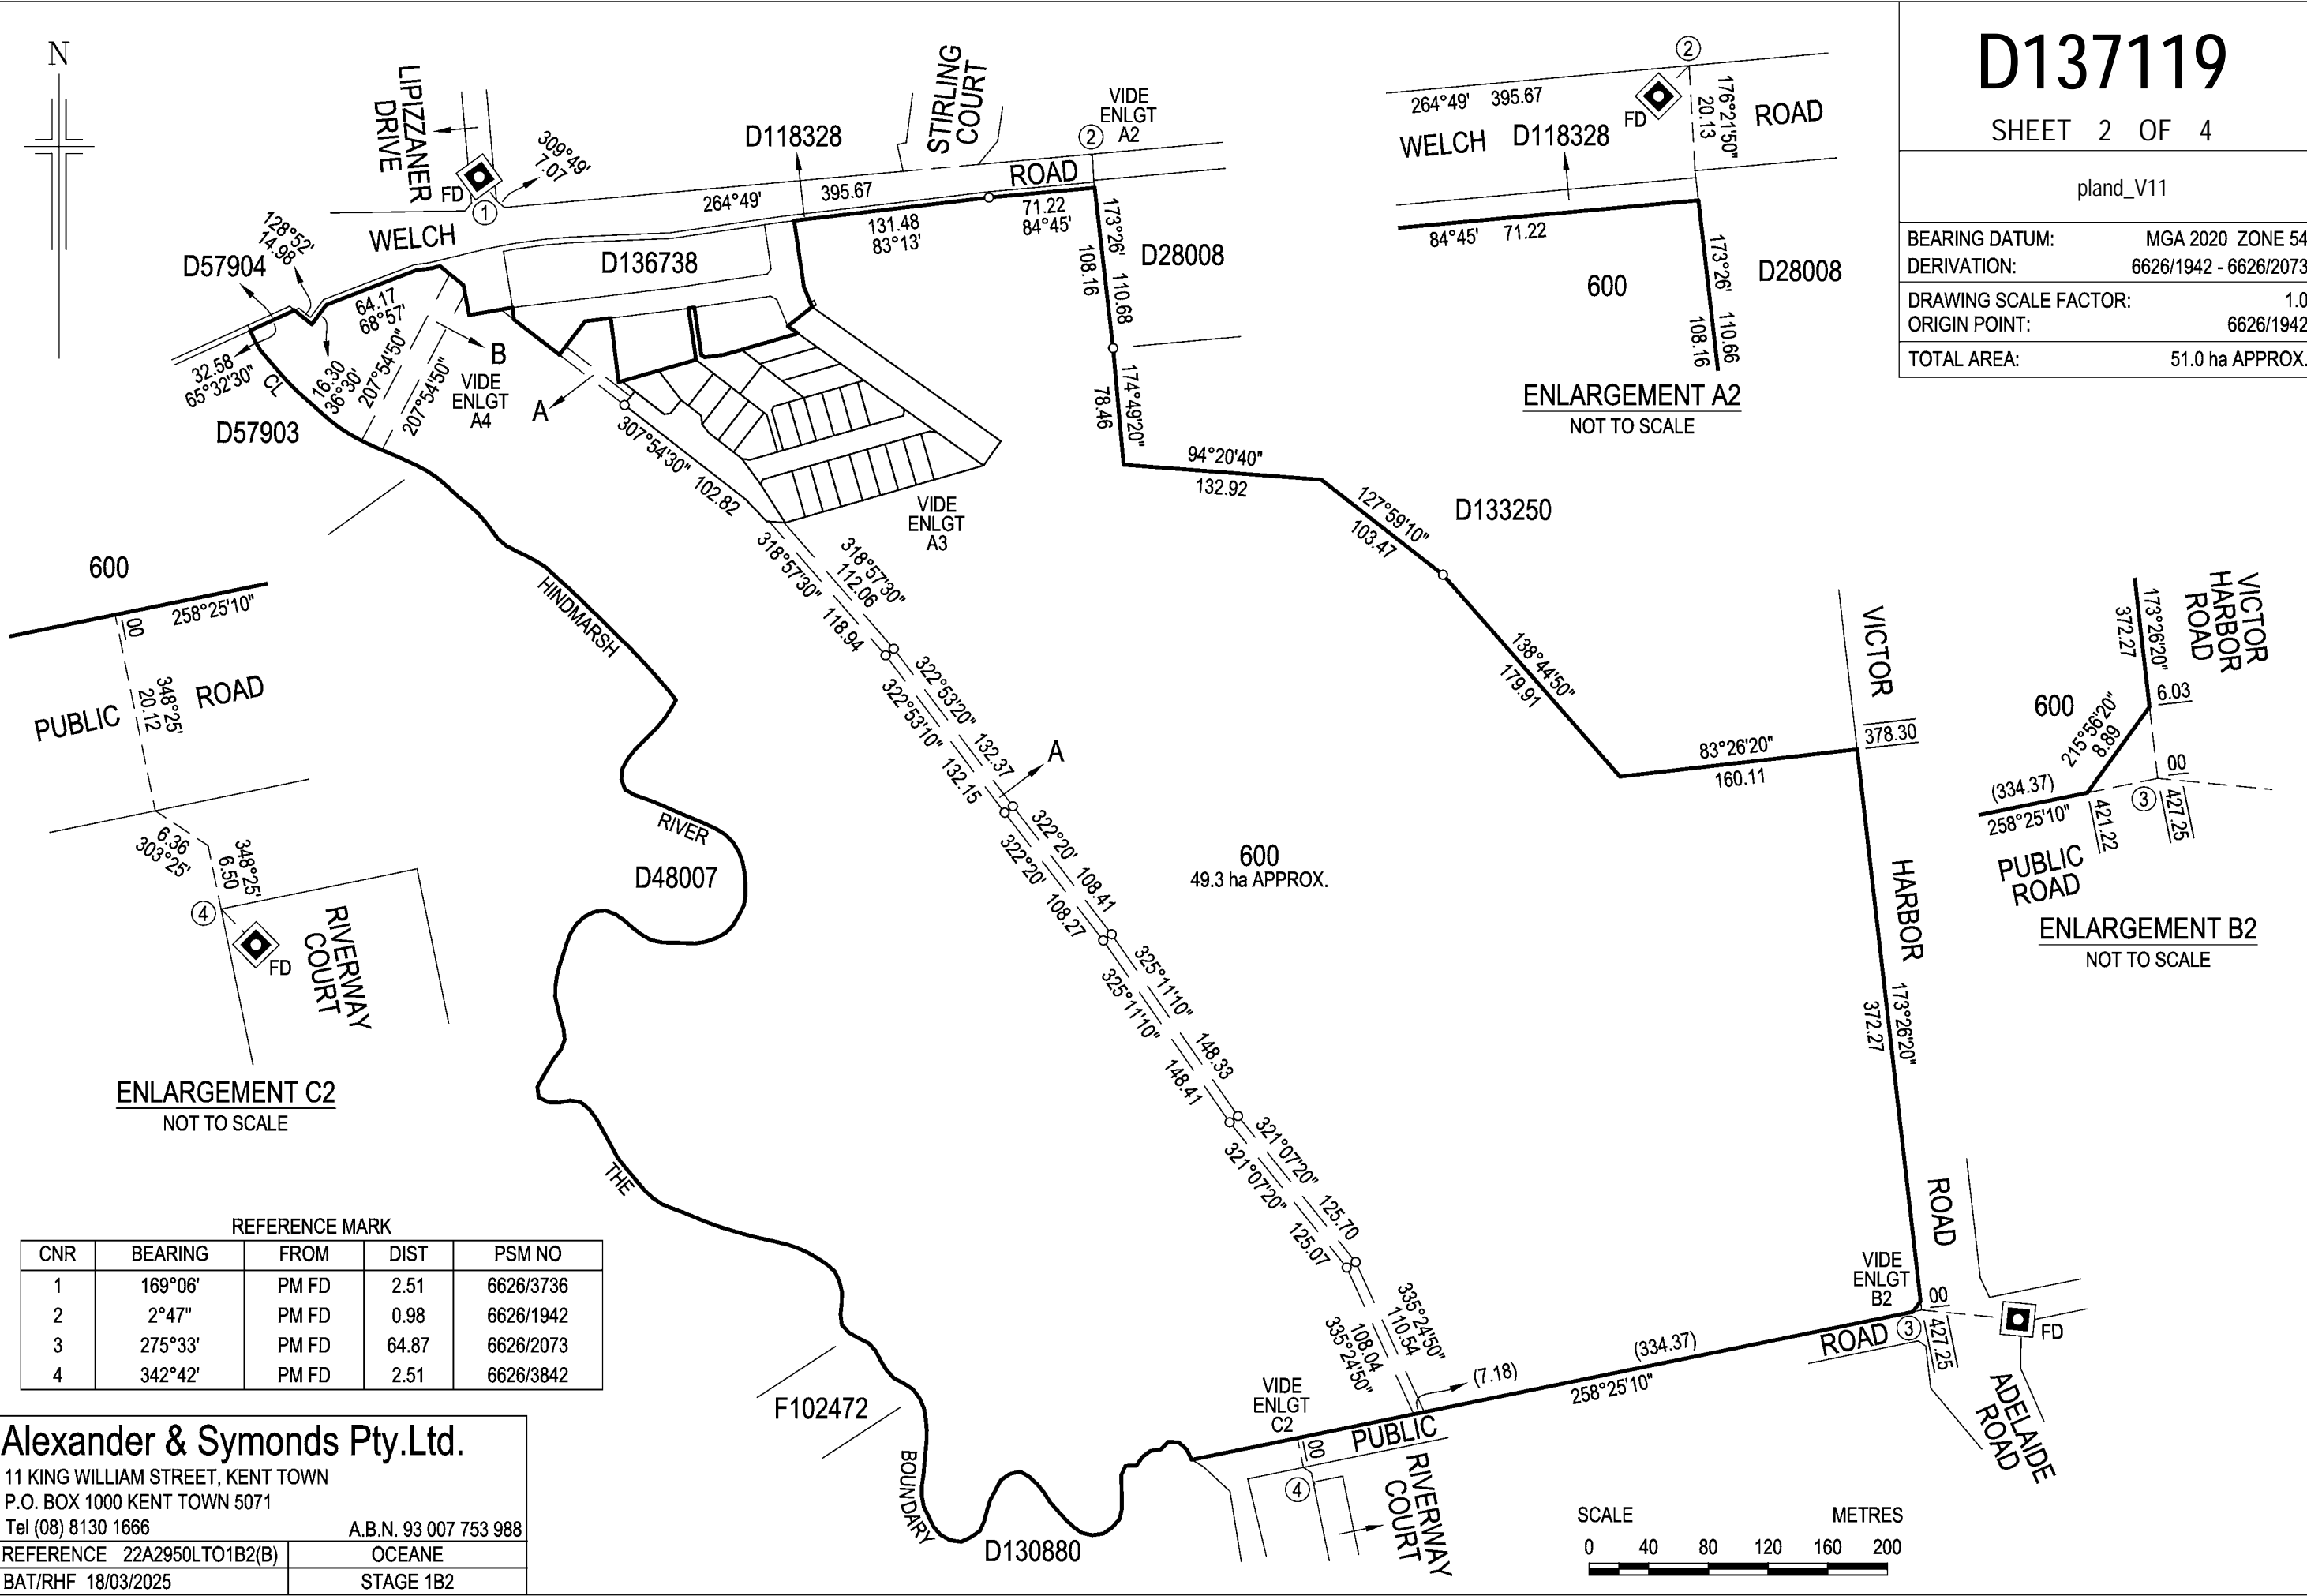 D137119
SHEET 2 OF 4
pland_V11
BEARING DATUM: MGA 2020 ZONE 54
DERIVATION: 6626/1942 - 6626/2073
DRAWING SCALE FACTOR: 1.0
ORIGIN POINT: 6626/1942
TOTAL AREA: 51.0 ha APPROX.
N
LIPIZZANER
DRIVE
FD
1
309°49'
7.07
D118328
STIRLING
COURT
VIDE
ENLGT
A2
2
ROAD
264°49' 395.67
WELCH
131.48
83°13'
71.22
84°45'
173°26' 110.68
108.16
D28008
128°52'
14.98
D57904
D136738
64.17
68°57'
32.58
65°32'30"
CL
16.30
36°30'
207°54'50"
207°54'50"
B
VIDE
ENLGT
A4
A
D57903
307°54'30"
102.82
VIDE
ENLGT
A3
174°49'20"
78.46
94°20'40"
132.92
127°59'10"
103.47
D133250
138°44'50"
179.91
83°26'20"
160.11
VICTOR
378.30
HARBOR
173°26'20"
372.27
ROAD
318°57'30"
112.06
318°57'30" 118.94
322°53'20" 132.37
322°53'10" 132.15
A
322°20' 108.41
322°20' 108.27
325°11'10" 148.33
325°11'10" 148.41
321°07'20" 125.70
321°07'20" 125.07
335°24'50"
110.54
108.04
335°24'50"
(7.18)
(334.37)
258°25'10"
600
49.3 ha APPROX.
HINDMARSH
RIVER
D48007
THE
BOUNDARY
F102472
D130880
VIDE
ENLGT
C2
00
4
PUBLIC
RIVERWAY
COURT
VIDE
ENLGT
B2
00
ROAD
3
427.25
FD
ADELAIDE
ROAD
2
FD
264°49' 395.67
WELCH D118328
176°21'50"
20.13
ROAD
84°45' 71.22
600
173°26' 110.66
108.16
D28008
ENLARGEMENT A2
NOT TO SCALE
VICTOR
HARBOR
ROAD
173°26'20"
372.27
600
6.03
215°56'20"
8.89
00
(334.37)
258°25'10"
3
421.22
427.25
PUBLIC
ROAD
ENLARGEMENT B2
NOT TO SCALE
600
258°25'10"
00
348°25'
20.12
PUBLIC ROAD
6.36
303°25'
348°25'
6.50
4
FD
RIVERWAY
COURT
ENLARGEMENT C2
NOT TO SCALE
REFERENCE MARK
CNR BEARING FROM DIST PSM NO
1 169°06' PM FD 2.51 6626/3736
2 2°47" PM FD 0.98 6626/1942
3 275°33' PM FD 64.87 6626/2073
4 342°42' PM FD 2.51 6626/3842
Alexander & Symonds Pty.Ltd.
11 KING WILLIAM STREET, KENT TOWN
P.O. BOX 1000 KENT TOWN 5071
Tel (08) 8130 1666 A.B.N. 93 007 753 988
REFERENCE 22A2950LTO1B2(B) OCEANE
BAT/RHF 18/03/2025 STAGE 1B2
SCALE METRES
0 40 80 120 160 200